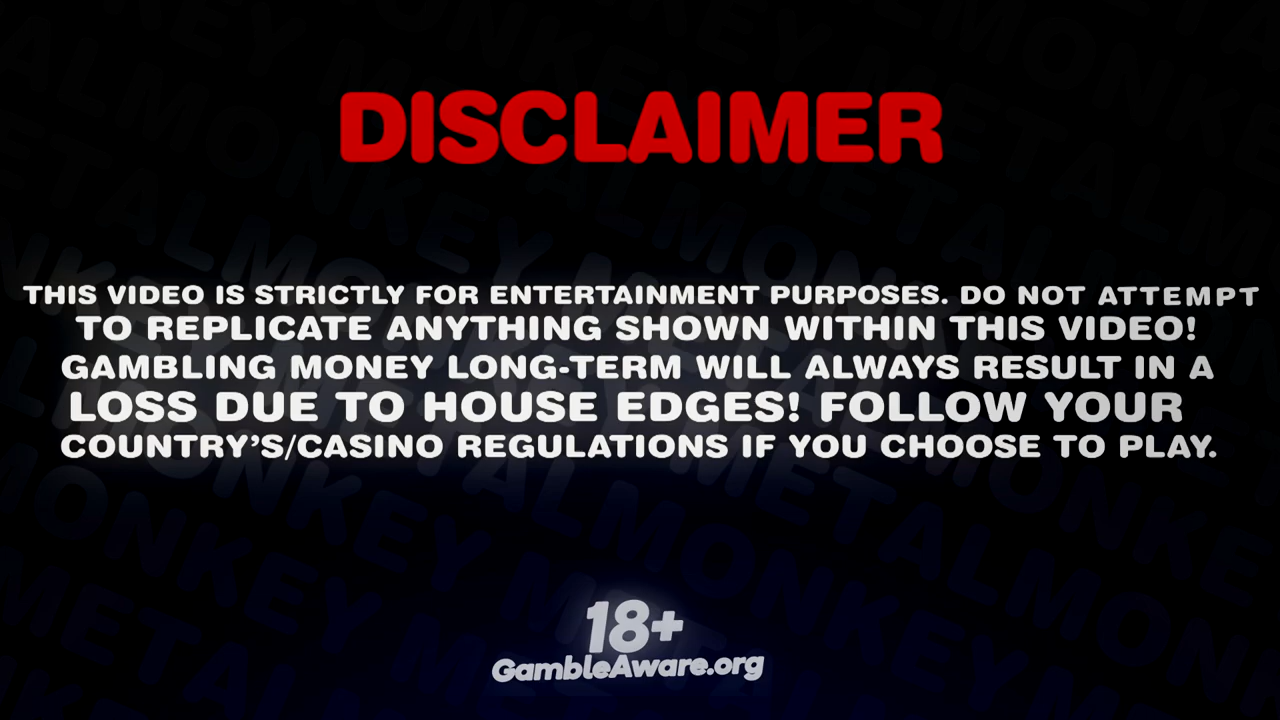 DISCLAIMER
THIS VIDEO IS STRICTLY FOR ENTERTAINMENT PURPOSES. DO NOT ATTEMPT
TO REPLICATE ANYTHING SHOWN WITHIN THIS VIDEO!
GAMBLING MONEY LONG-TERM WILL ALWAYS RESULT IN A
LOSS DUE TO HOUSE EDGES! FOLLOW YOUR
COUNTRY'S/CASINO REGULATIONS IF YOU CHOOSE TO PLAY.
18+
GambleAware.org